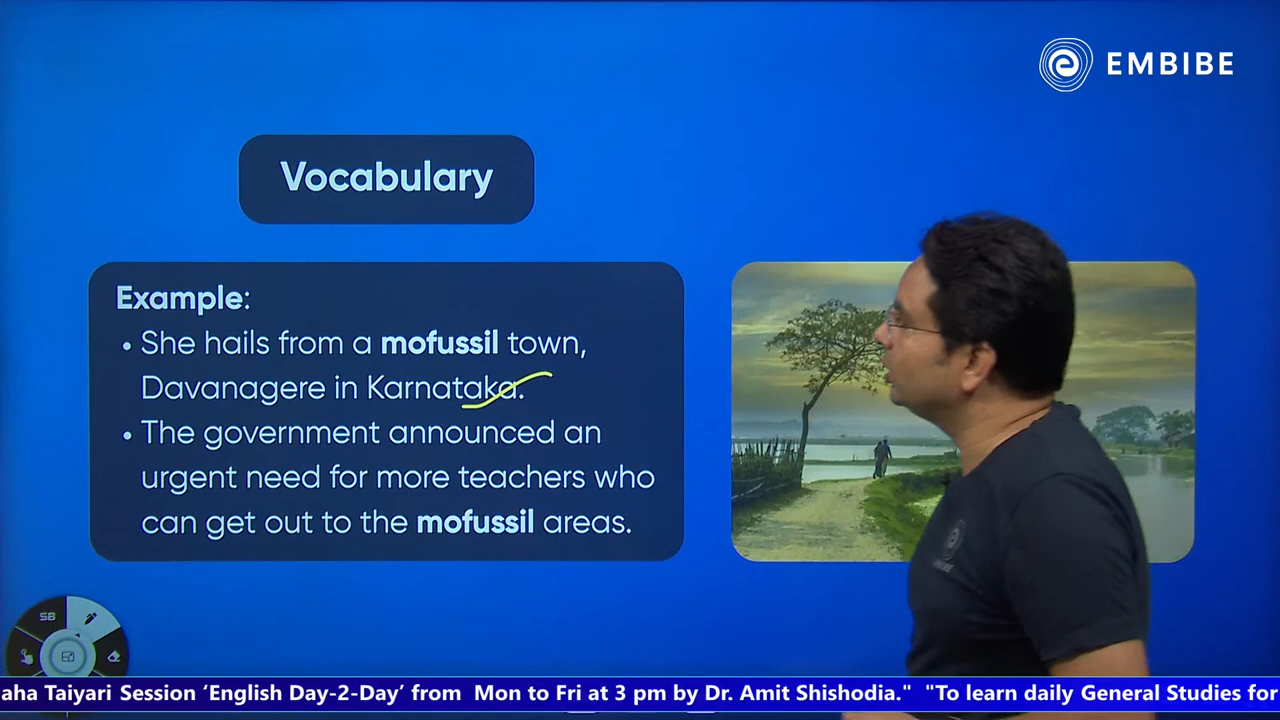 EMBIBE
Vocabulary
Example:
• She hails from a mofussil town,
Davanagere in Karnataka.
• The government announced an
urgent need for more teachers who
can get out to the mofussil areas.
SB
aha Taiyari Session ‘English Day-2-Day’ from Mon to Fri at 3 pm by Dr. Amit Shishodia." "To learn daily General Studies for